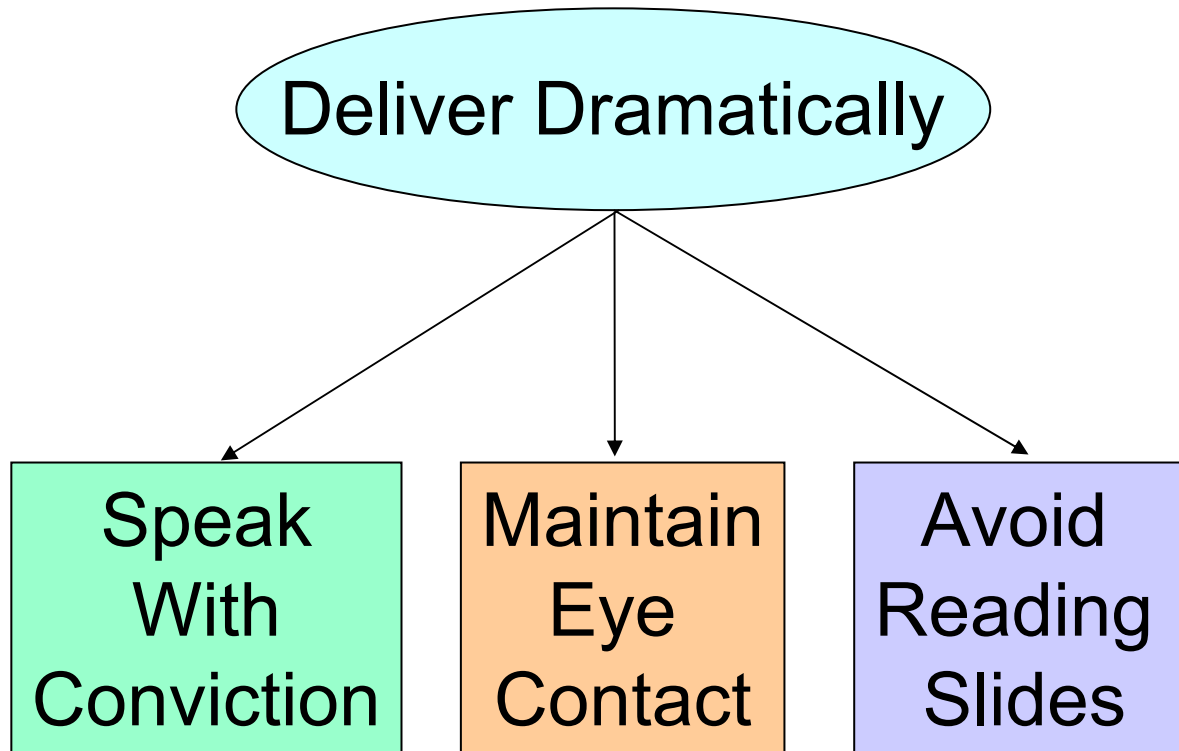 Deliver Dramatically
Speak
With
Conviction
Maintain
Eye
Contact
Avoid
Reading
Slides